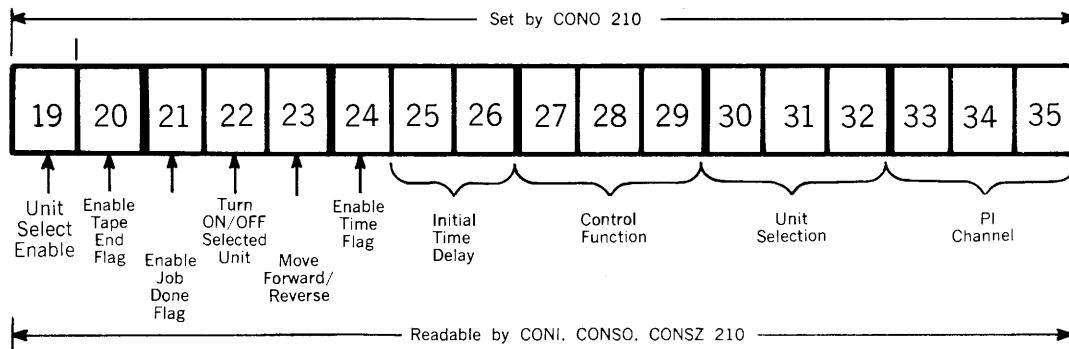 Set by CONO 210
19 20 21 22 23 24 25 26 27 28 29 30 31 32 33 34 35
Unit
Select
Enable
Enable
Tape
End
Flag
Enable
Job
Done
Flag
Turn
ON/OFF
Selected
Unit
Move
Forward/
Reverse
Enable
Time
Flag
Initial
Time
Delay
Control
Function
Unit
Selection
PI
Channel
Readable by CONI, CONSO, CONSZ 210